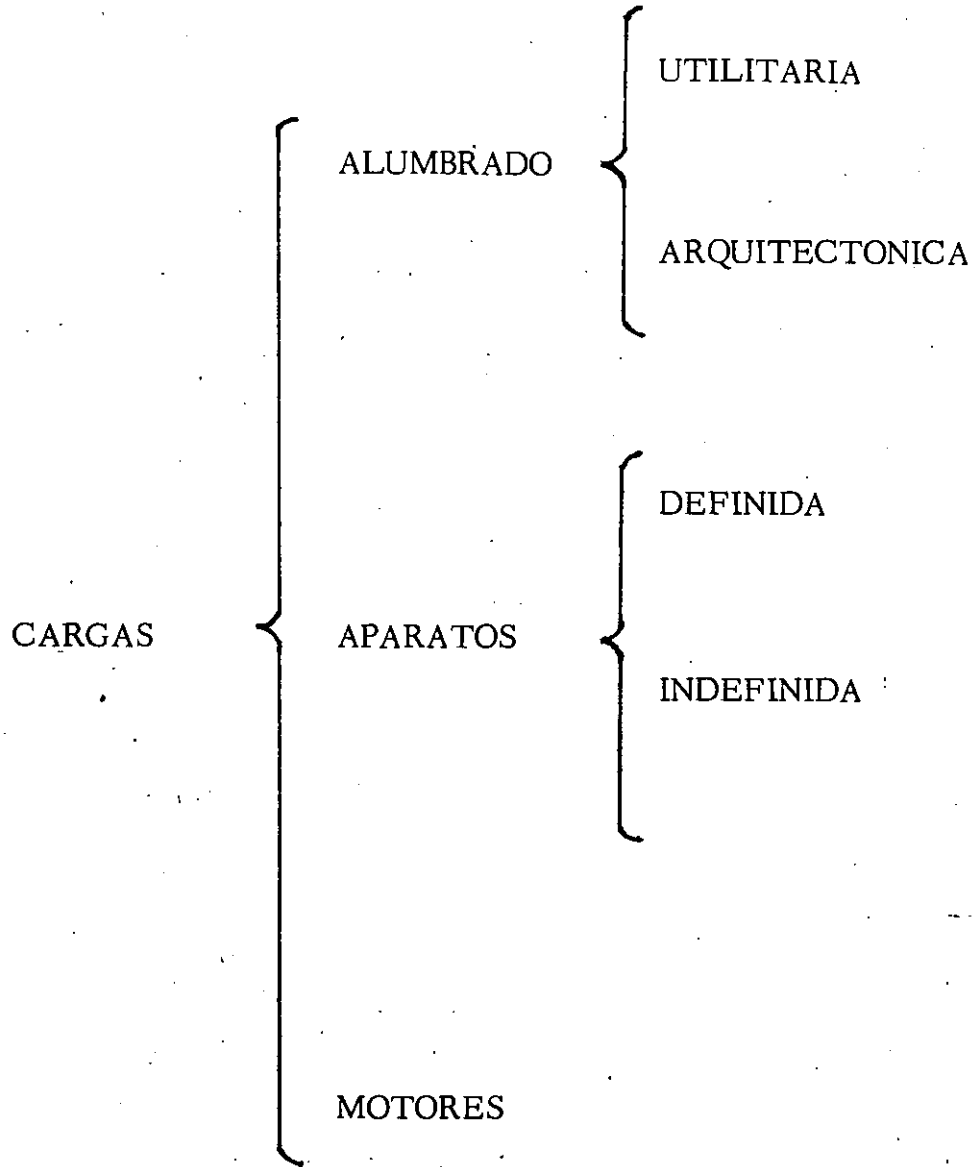 UTILITARIA
ALUMBRADO
ARQUITECTONICA
DEFINIDA
CARGAS
APARATOS
INDEFINIDA
MOTORES